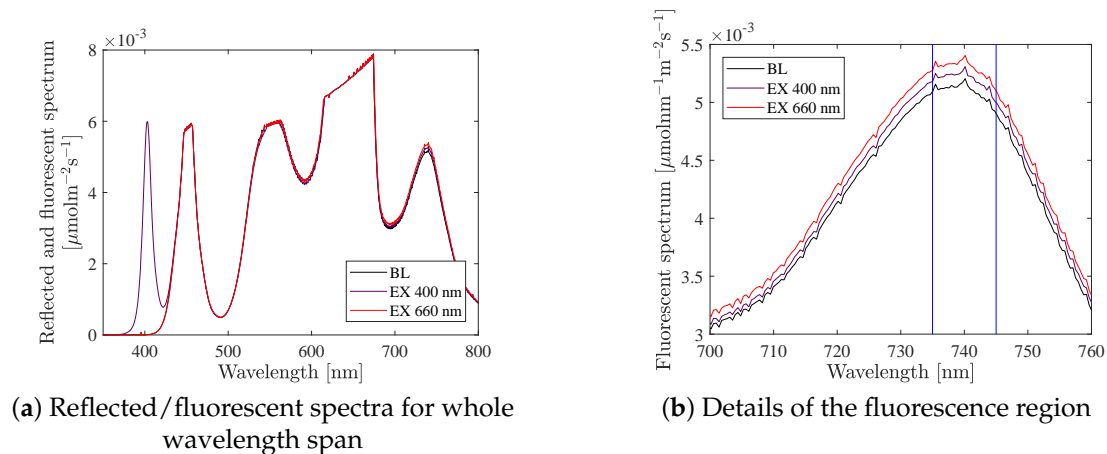 ×10⁻³
8
6
4
2
0
Reflected and fluorescent spectrum
[μmolm⁻²s⁻¹]
BL
EX 400 nm
EX 660 nm
400 500 600 700 800
Wavelength [nm]
(a) Reflected/fluorescent spectra for whole
wavelength span
×10⁻³
5.5
5
4.5
4
3.5
3
Fluorescent spectrum [μmolnm⁻¹m⁻²s⁻¹]
BL
EX 400 nm
EX 660 nm
700 710 720 730 740 750 760
Wavelength [nm]
(b) Details of the fluorescence region